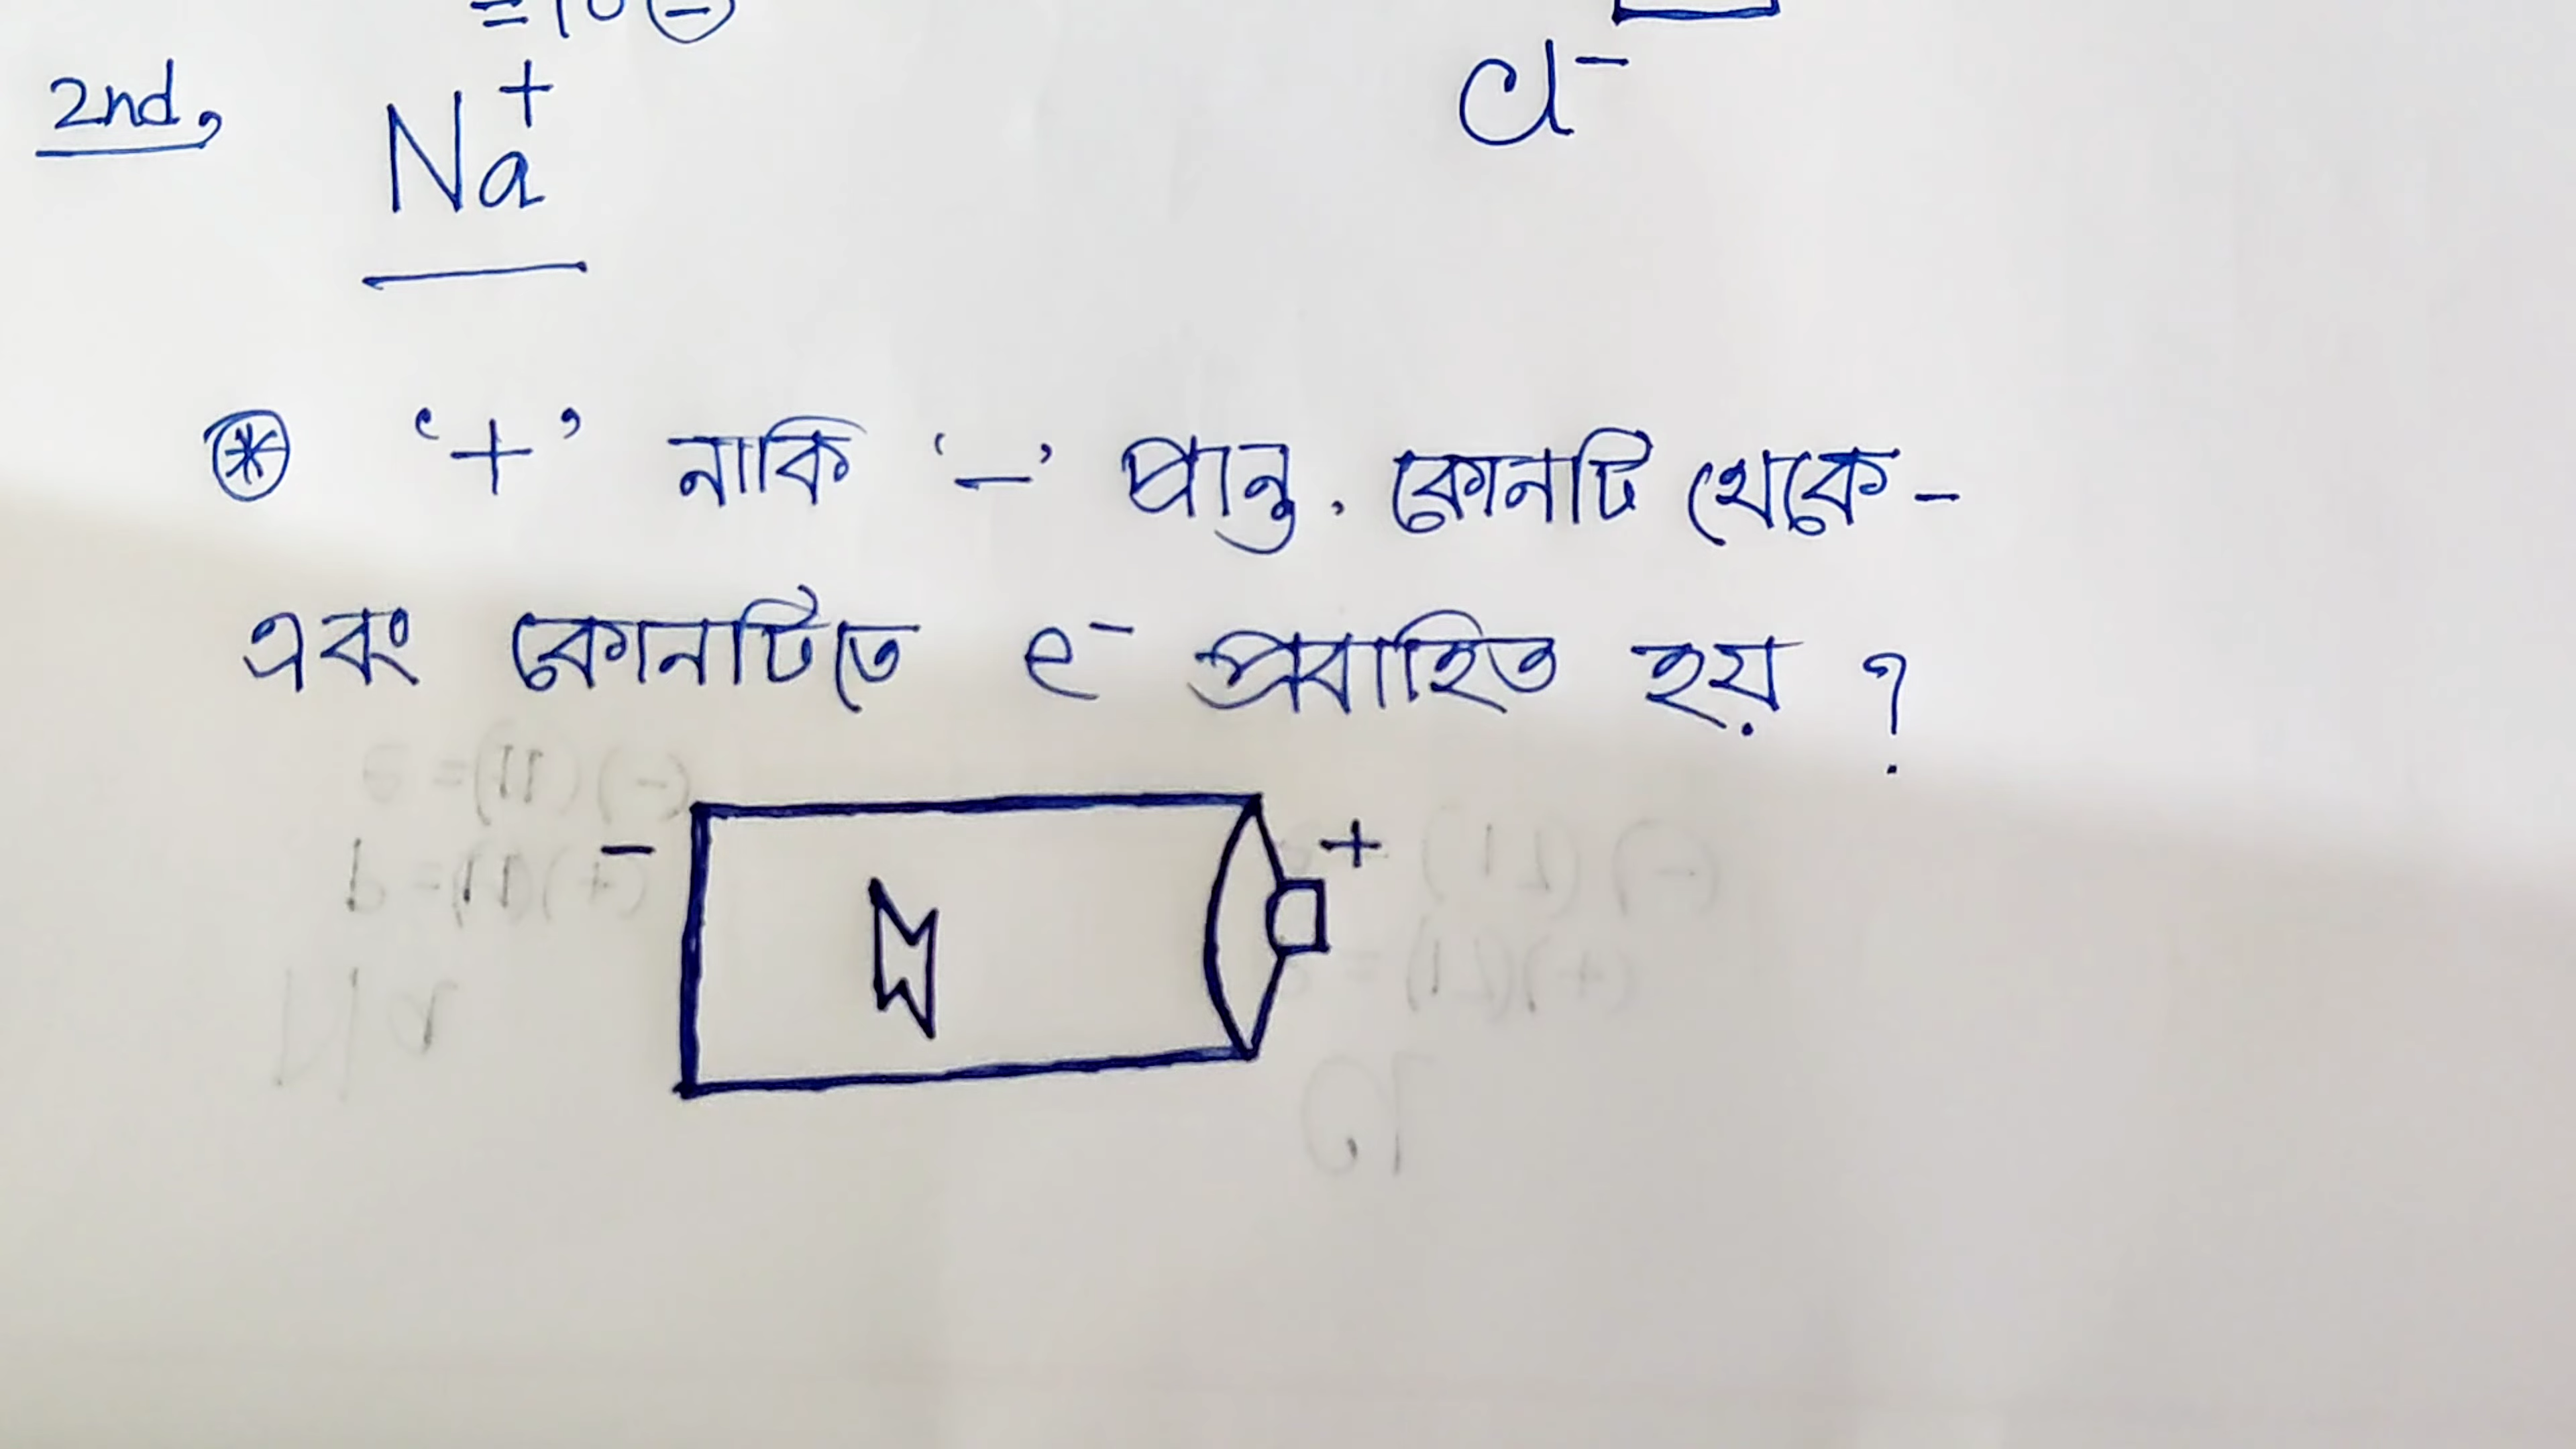 2nd,
Na⁺
Cl⁻
⊛ ‘+’ নাকি ‘–’ প্রান্ত, কোনটি থেকে-
এবং কোনটিতে e⁻ প্রবাহিত হয় ?
–
+